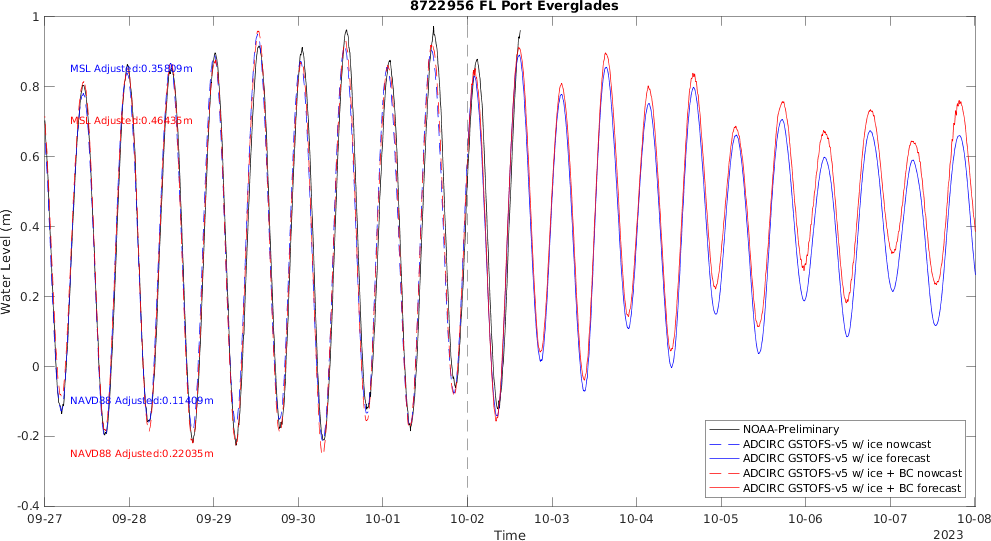 8722956 FL Port Everglades
Water Level (m)
1
0.8
0.6
0.4
0.2
0
-0.2
-0.4
MSL Adjusted:0.35809m
MSL Adjusted:0.46435m
NAVD88 Adjusted:0.11409m
NAVD88 Adjusted:0.22035m
NOAA-Preliminary
ADCIRC GSTOFS-v5 w/ ice nowcast
ADCIRC GSTOFS-v5 w/ ice forecast
ADCIRC GSTOFS-v5 w/ ice + BC nowcast
ADCIRC GSTOFS-v5 w/ ice + BC forecast
09-27 09-28 09-29 09-30 10-01 10-02 10-03 10-04 10-05 10-06 10-07 10-08
Time
2023